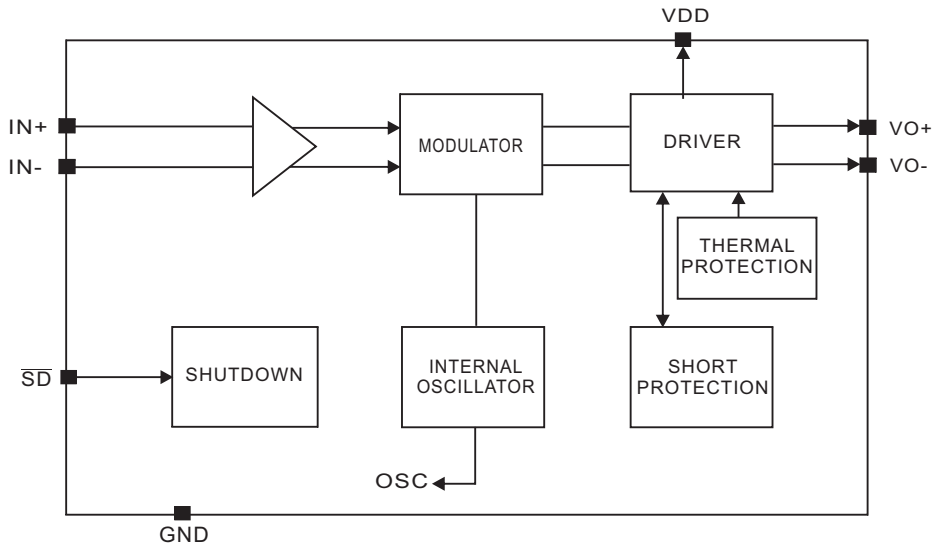 VDD
IN+
IN-
MODULATOR
DRIVER
VO+
VO-
THERMAL
PROTECTION
SD
SHUTDOWN
INTERNAL
OSCILLATOR
SHORT
PROTECTION
OSC
GND